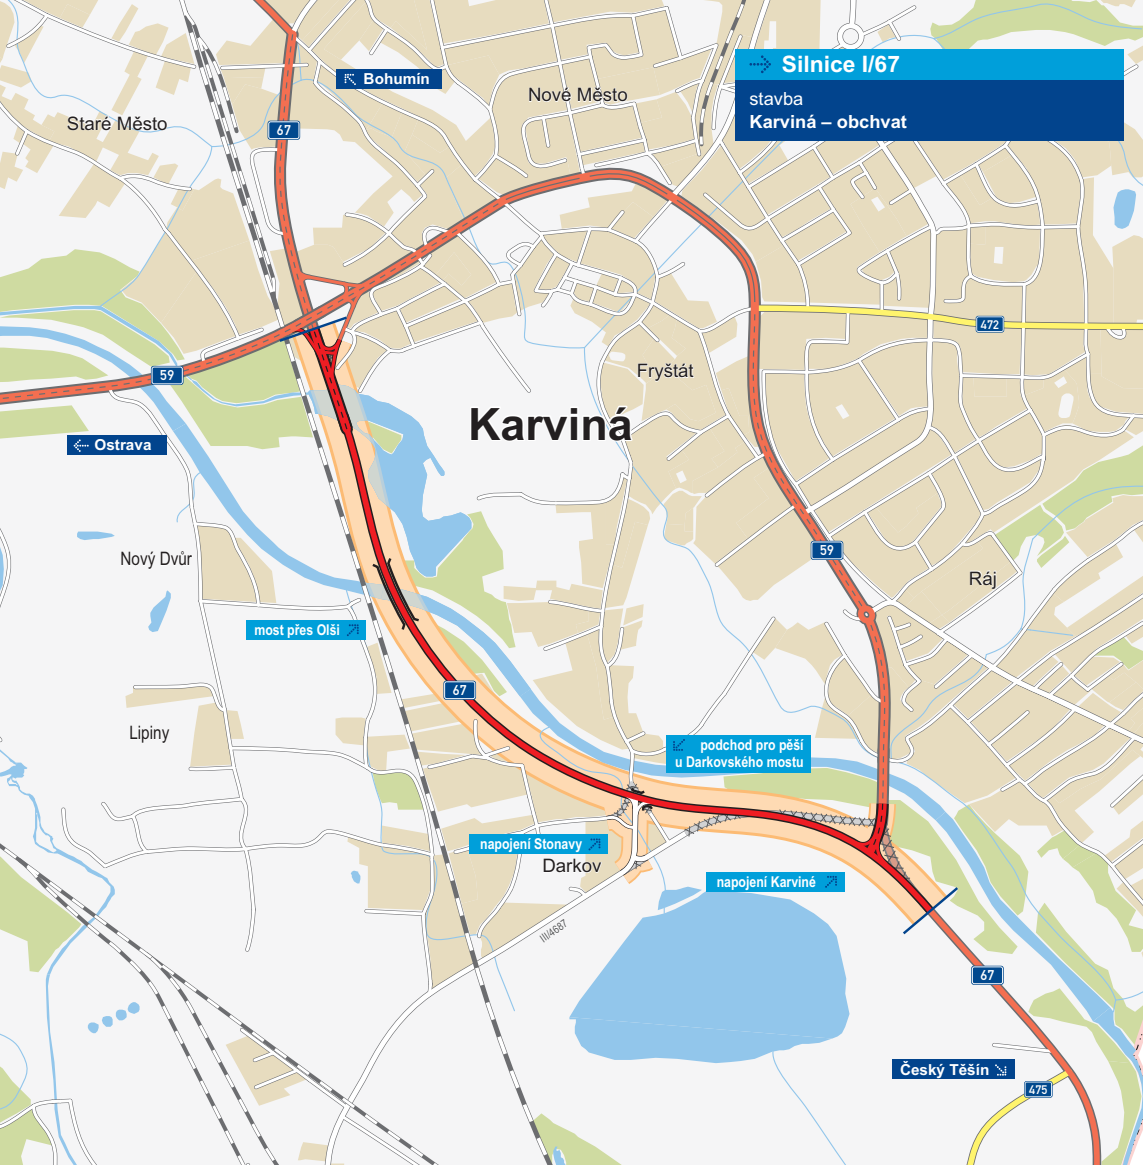 Silnice I/67
stavba
Karviná – obchvat
Bohumín
Nové Město
Staré Město
67
472
59
Fryštát
Karviná
Ostrava
59
Nový Dvůr
Ráj
most přes Olši
67
Lipiny
podchod pro pěší
u Darkovského mostu
napojení Stonavy
Darkov
napojení Karviné
III/4687
67
Český Těšín
475